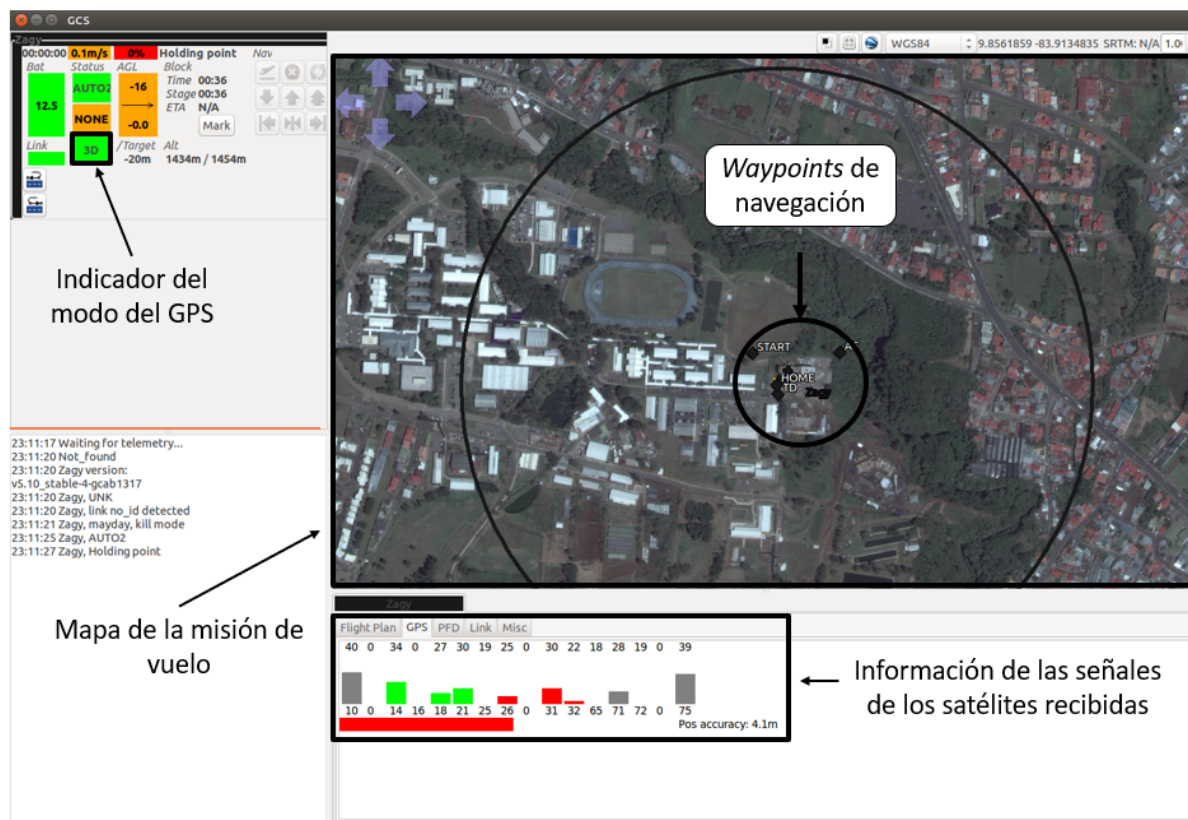 GCS
Zagy
00:00:00 0.1m/s 0% Holding point Nav
Bat Status AGL Block
Time 00:36
AUTO2 -16 Stage 00:36
ETA N/A
12.5
NONE -0.0 Mark
Link 3D /Target Alt
-20m 1434m / 1454m
WGS84 9.8561859 -83.9134835 SRTM: N/A 1.0
Indicador del
modo del GPS
Waypoints de
navegación
START
HOME
TD
Zagy
23:11:17 Waiting for telemetry...
23:11:20 Not_found
23:11:20 Zagy version:
v5.10_stable-4-gcab1317
23:11:20 Zagy, UNK
23:11:20 Zagy, link no_id detected
23:11:21 Zagy, mayday, kill mode
23:11:25 Zagy, AUTO2
23:11:27 Zagy, Holding point
Mapa de la misión de
vuelo
Zagy
Flight Plan GPS PFD Link Misc
40 0 34 0 27 30 19 25 0 30 22 18 28 19 0 39
10 0 14 16 18 21 25 26 0 31 32 65 71 72 0 75
Pos accuracy: 4.1m
Información de las señales
de los satélites recibidas